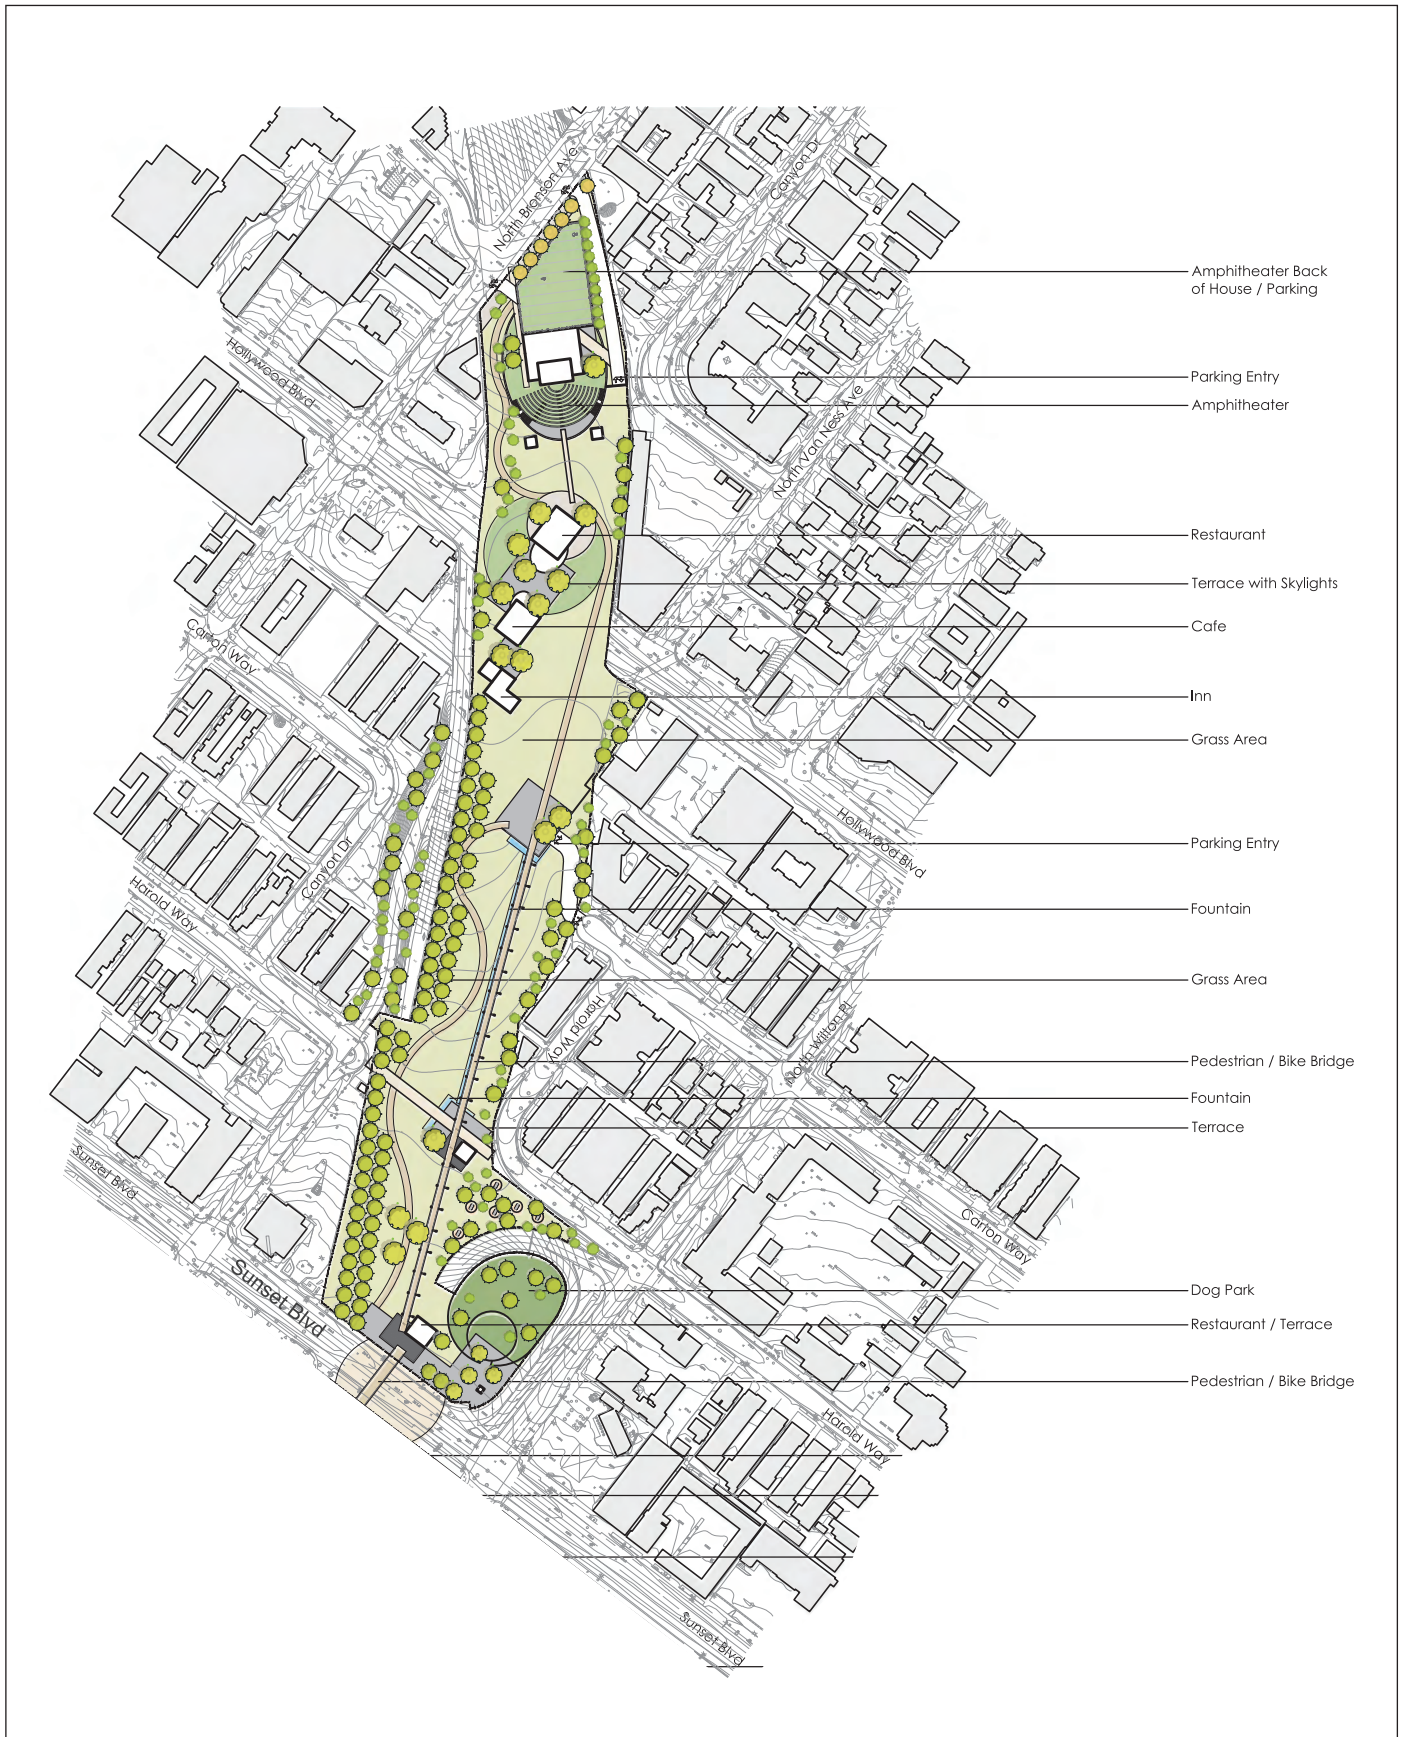 North Bronson Ave
Canyon Dr
Amphitheater Back
of House / Parking
Hollywood Blvd
Parking Entry
Amphitheater
North Van Ness Ave
Restaurant
Terrace with Skylights
Cafe
Carlton Way
Inn
Grass Area
Hollywood Blvd
Parking Entry
Canyon Dr
Harold Way
Fountain
Grass Area
Harold Way
North Wilton Pl
Pedestrian / Bike Bridge
Fountain
Terrace
Sunset Blvd
Carlton Way
Sunset Blvd
Dog Park
Restaurant / Terrace
Pedestrian / Bike Bridge
Harold Way
Sunset Blvd